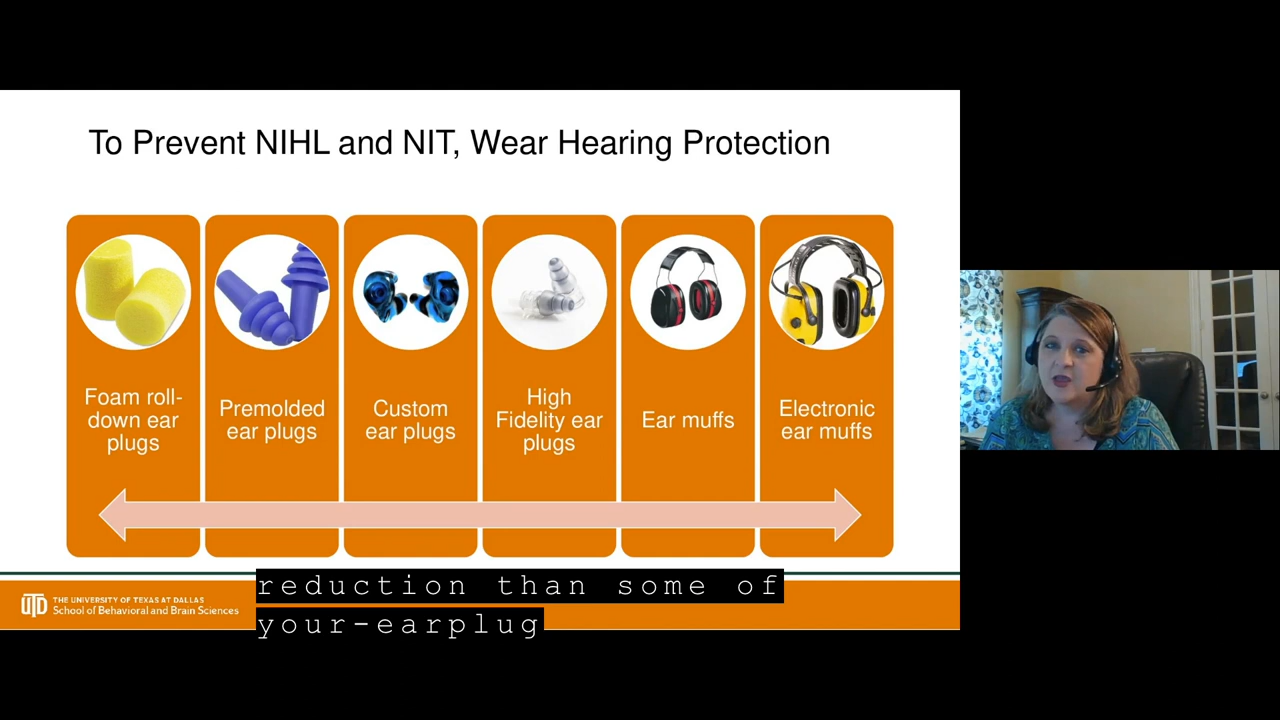 To Prevent NIHL and NIT, Wear Hearing Protection
Foam roll-
down ear
plugs
Premolded
ear plugs
Custom
ear plugs
High
Fidelity ear
plugs
Ear muffs
Electronic
ear muffs
UTD
THE UNIVERSITY OF TEXAS AT DALLAS
School of Behavioral and Brain Sciences
reduction than some of
your-earplug